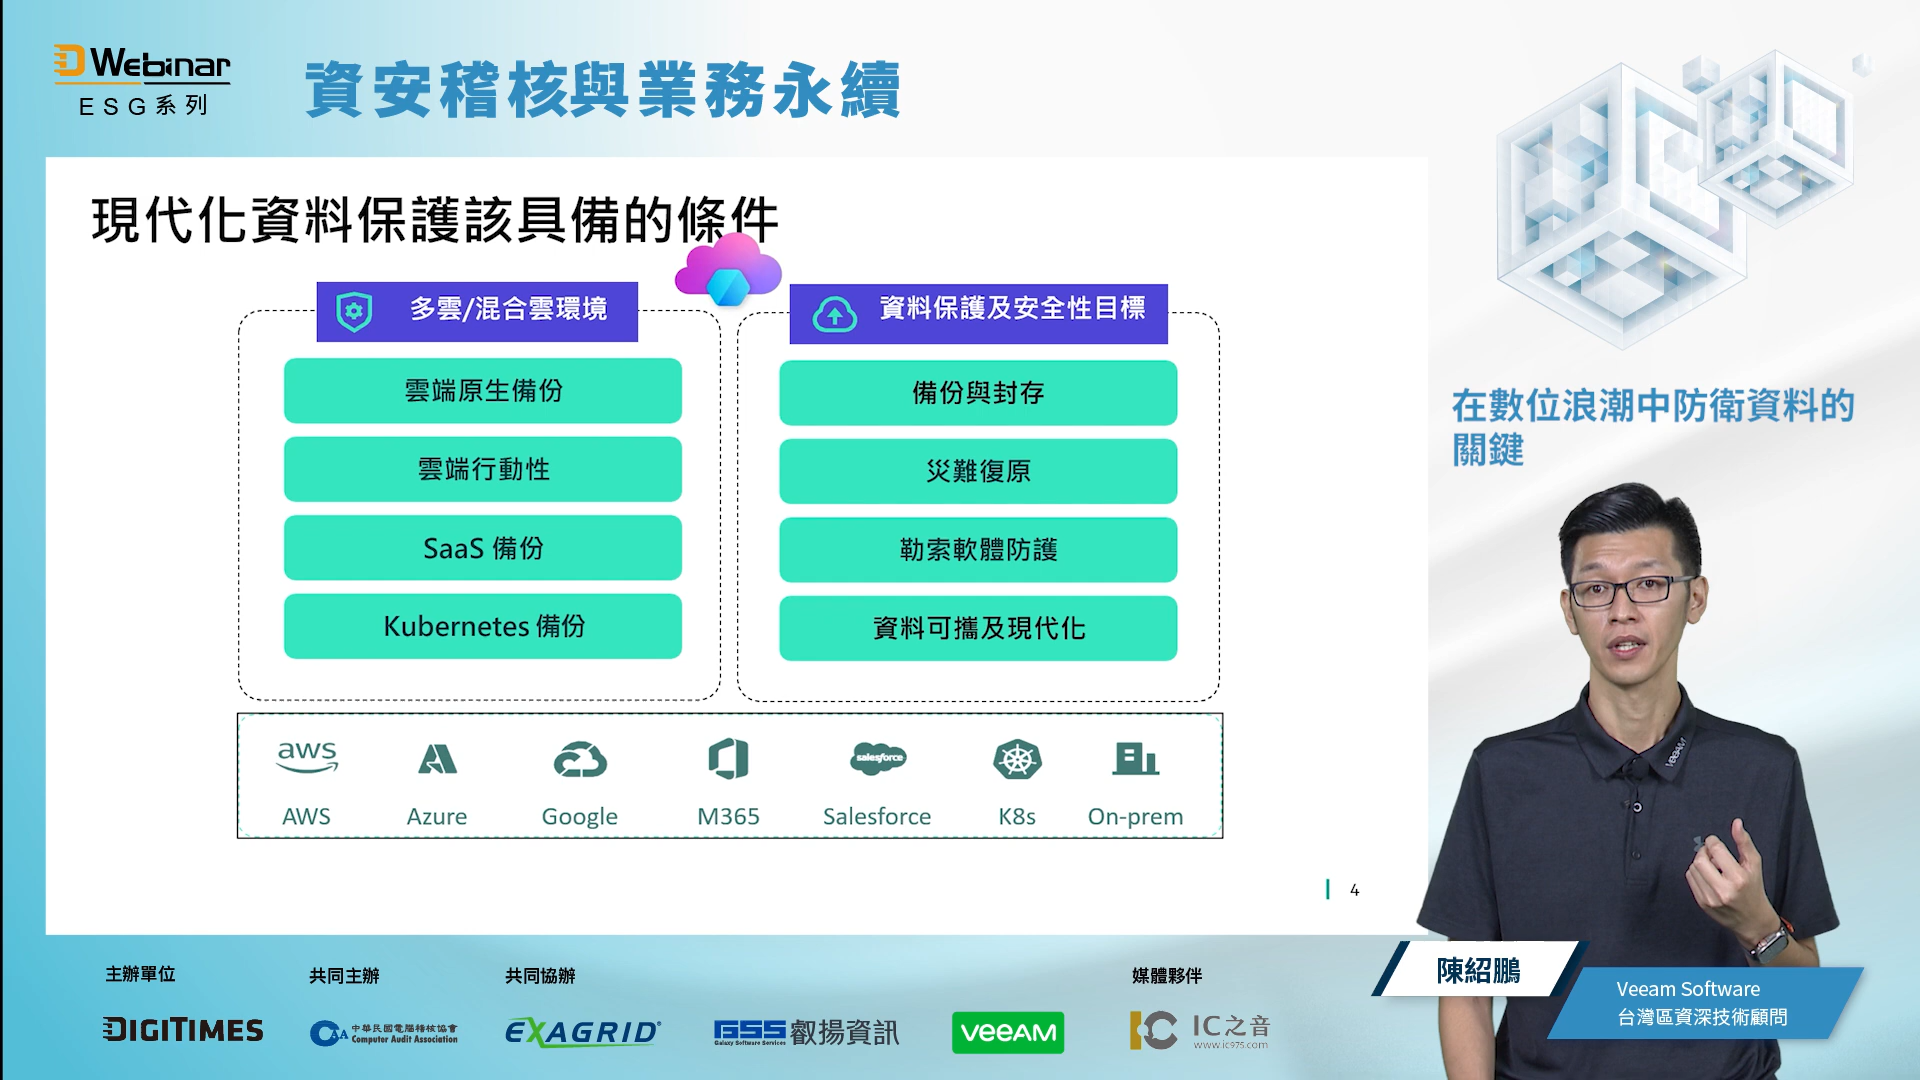 D Webinar
ESG系列
資安稽核與業務永續
現代化資料保護該具備的條件
多雲/混合雲環境
雲端原生備份
雲端行動性
SaaS 備份
Kubernetes 備份
資料保護及安全性目標
備份與封存
災難復原
勒索軟體防護
資料可攜及現代化
aws
salesforce
AWS
Azure
Google
M365
Salesforce
K8s
On-prem
4
在數位浪潮中防衛資料的
關鍵
VEEAM
陳紹鵬
Veeam Software
台灣區資深技術顧問
主辦單位
DIGITIMES
共同主辦
CAA 中華民國電腦稽核協會
Computer Audit Association
共同協辦
EXAGRID
GSS 叡揚資訊
Galaxy Software Services
VEEAM
媒體夥伴
IC IC之音
www.ic975.com